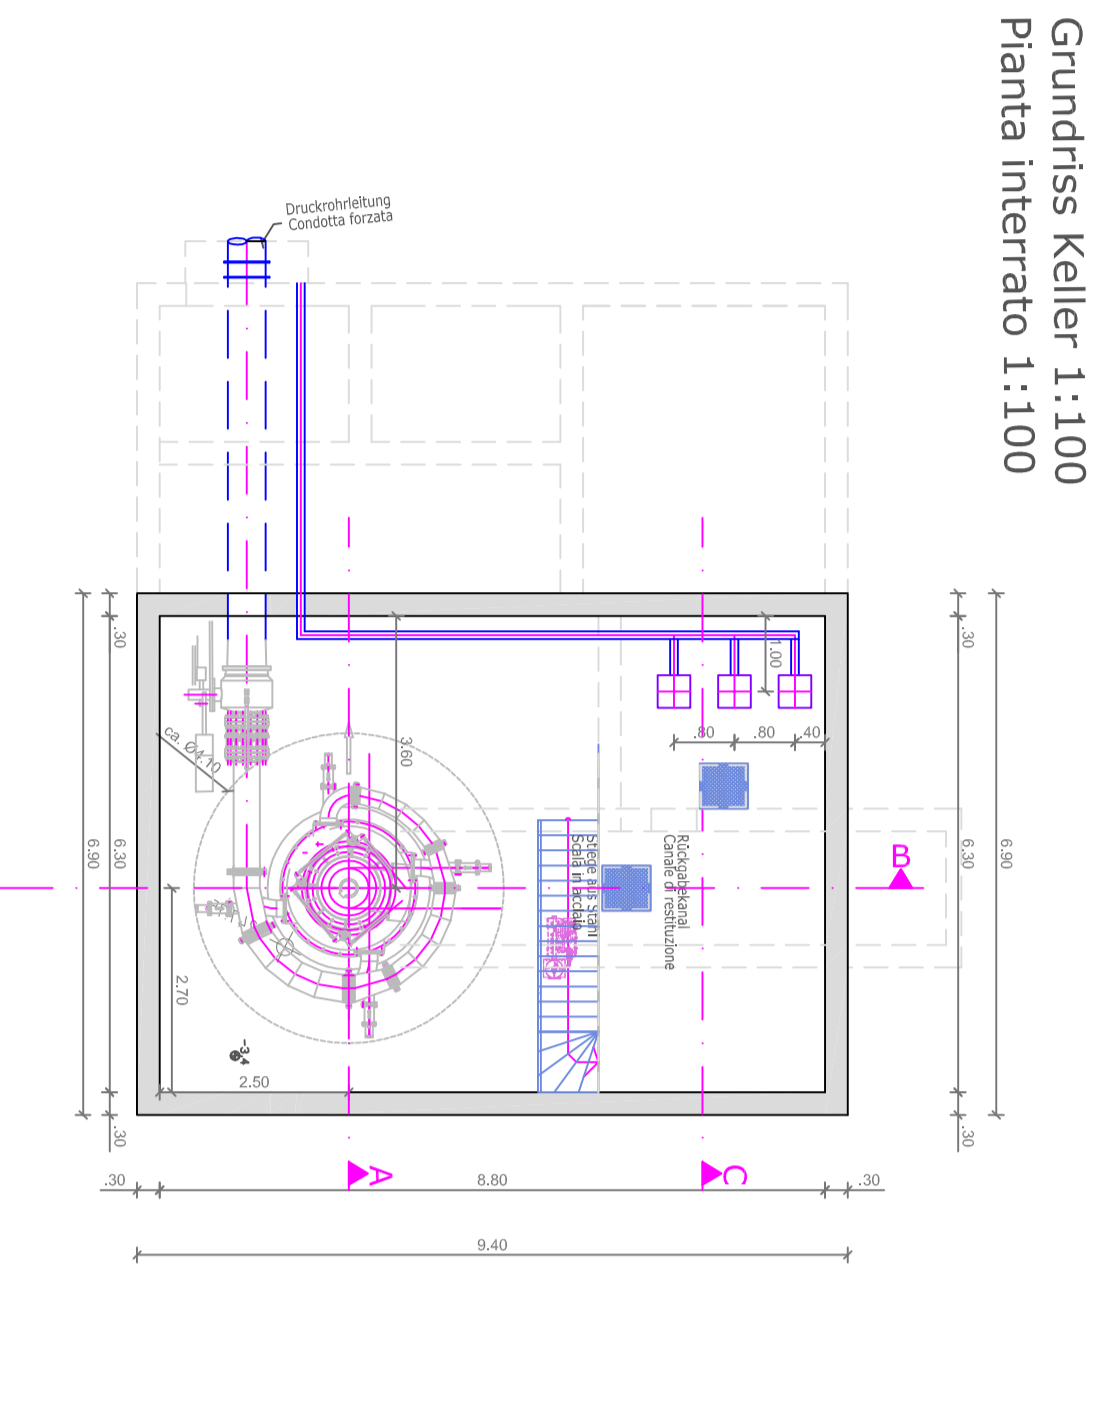 Grundriss Keller 1:100
Pianta interrato 1:100
Druckrohrleitung
Condotta forzata
.30
.30
1.00
3.60
.80
.80
.40
ca. Ø4.10
Stiege aus Stahl
Scala in acciaio
Rückgabekanal
Canale di restituzione
B
6.90
6.30
6.30
6.90
2.70
-3,4
2.50
.30
.30
A
C
.30
8.80
.30
9.40